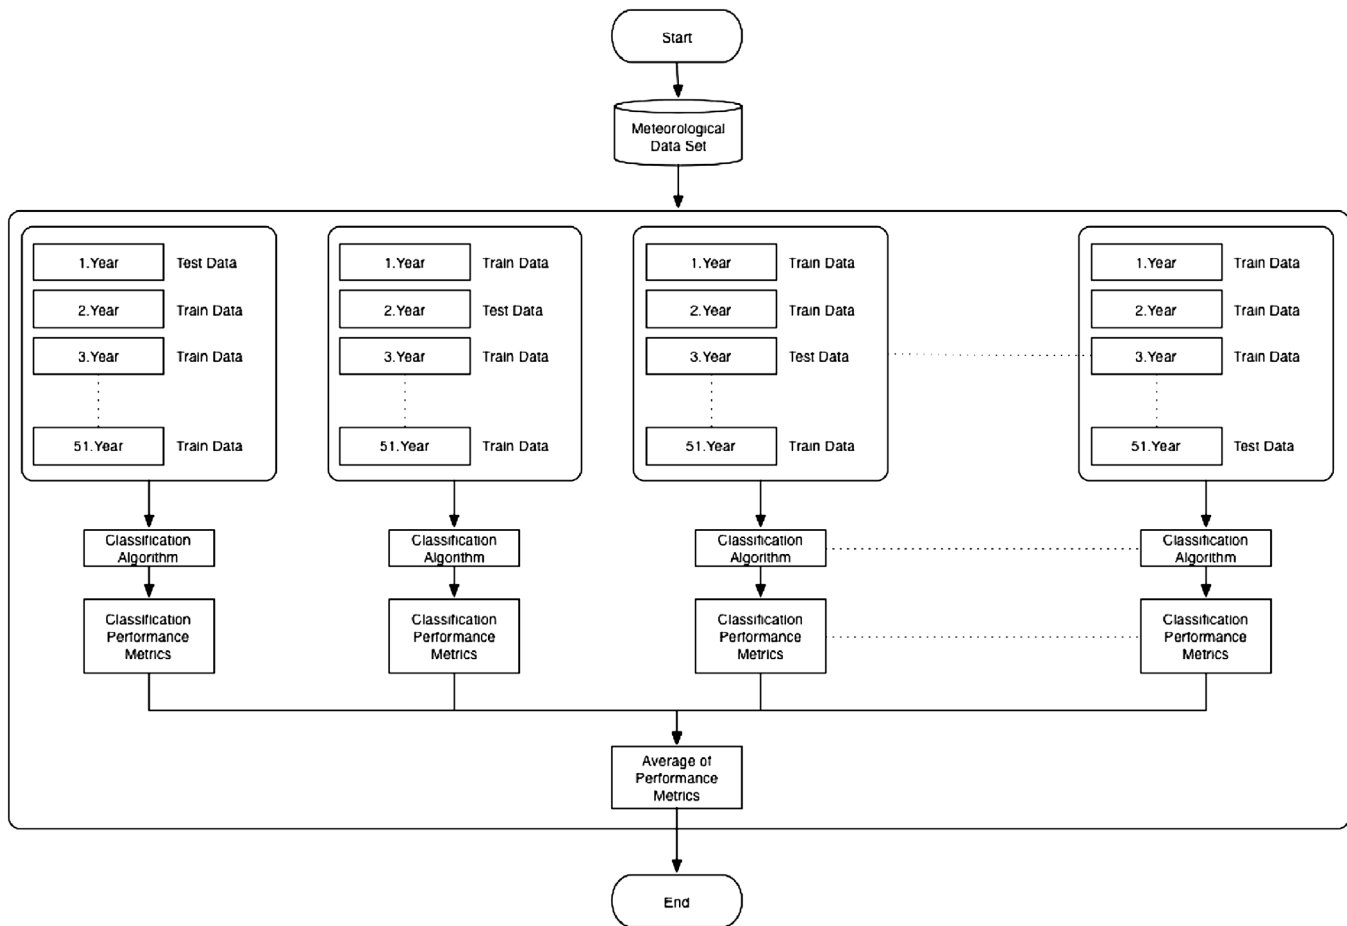 Start
Meteorological
Data Set
1.Year Test Data
2.Year Train Data
3.Year Train Data
51.Year Train Data
1.Year Train Data
2.Year Test Data
3.Year Train Data
51.Year Train Data
1.Year Train Data
2.Year Train Data
3.Year Test Data
51.Year Train Data
1.Year Train Data
2.Year Train Data
3.Year Train Data
51.Year Test Data
Classification
Algorithm
Classification
Algorithm
Classification
Algorithm
Classification
Algorithm
Classification
Performance
Metrics
Classification
Performance
Metrics
Classification
Performance
Metrics
Classification
Performance
Metrics
Average of
Performance
Metrics
End